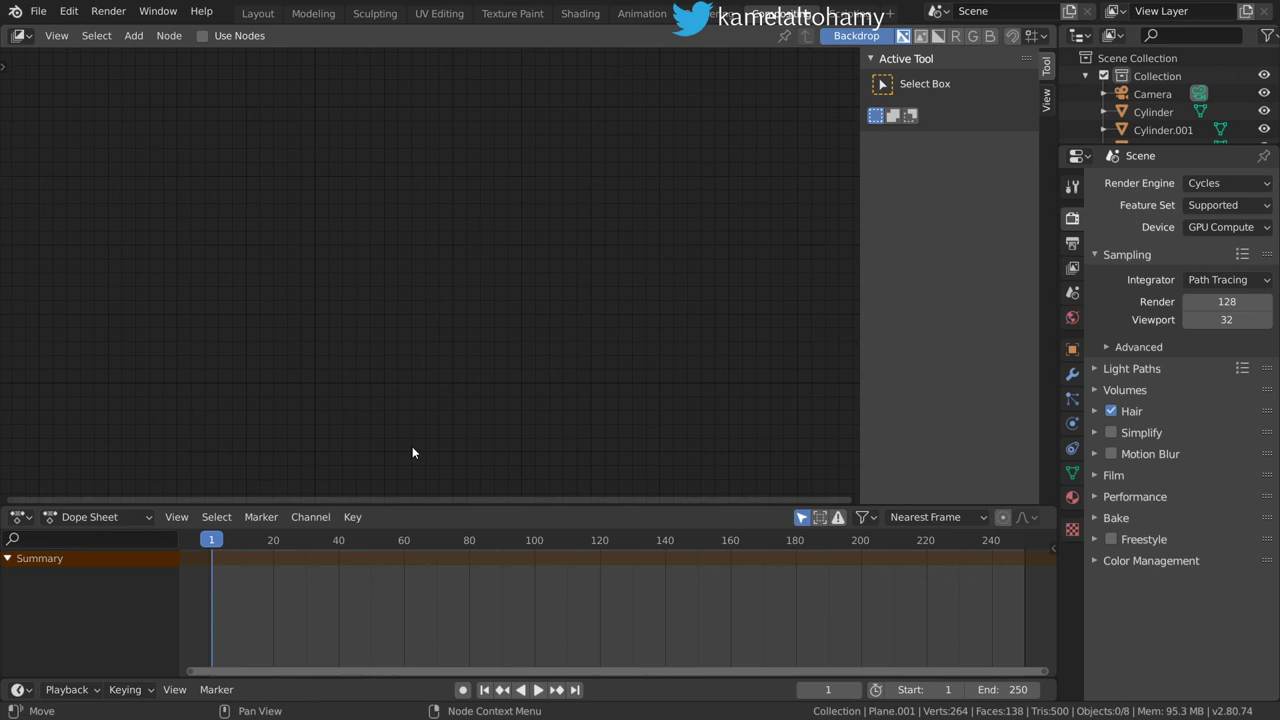 File Edit Render Window Help Layout Modeling Sculpting UV Editing Texture Paint Shading Animation kamelaltohamy Scene View Layer
View Select Add Node Use Nodes Backdrop R G B
Active Tool
Select Box
Tool
View
Scene Collection
Collection
Camera
Cylinder
Cylinder.001
Scene
Render Engine Cycles
Feature Set Supported
Device GPU Compute
Sampling
Integrator Path Tracing
Render 128
Viewport 32
Advanced
Light Paths
Volumes
Hair
Simplify
Motion Blur
Film
Performance
Bake
Freestyle
Color Management
Dope Sheet View Select Marker Channel Key Nearest Frame
1 20 40 60 80 100 120 140 160 180 200 220 240
Summary
Playback Keying View Marker 1 Start: 1 End: 250
Move Pan View Node Context Menu Collection | Plane.001 | Verts:264 | Faces:138 | Tris:500 | Objects:0/8 | Mem: 95.3 MB | v2.80.74